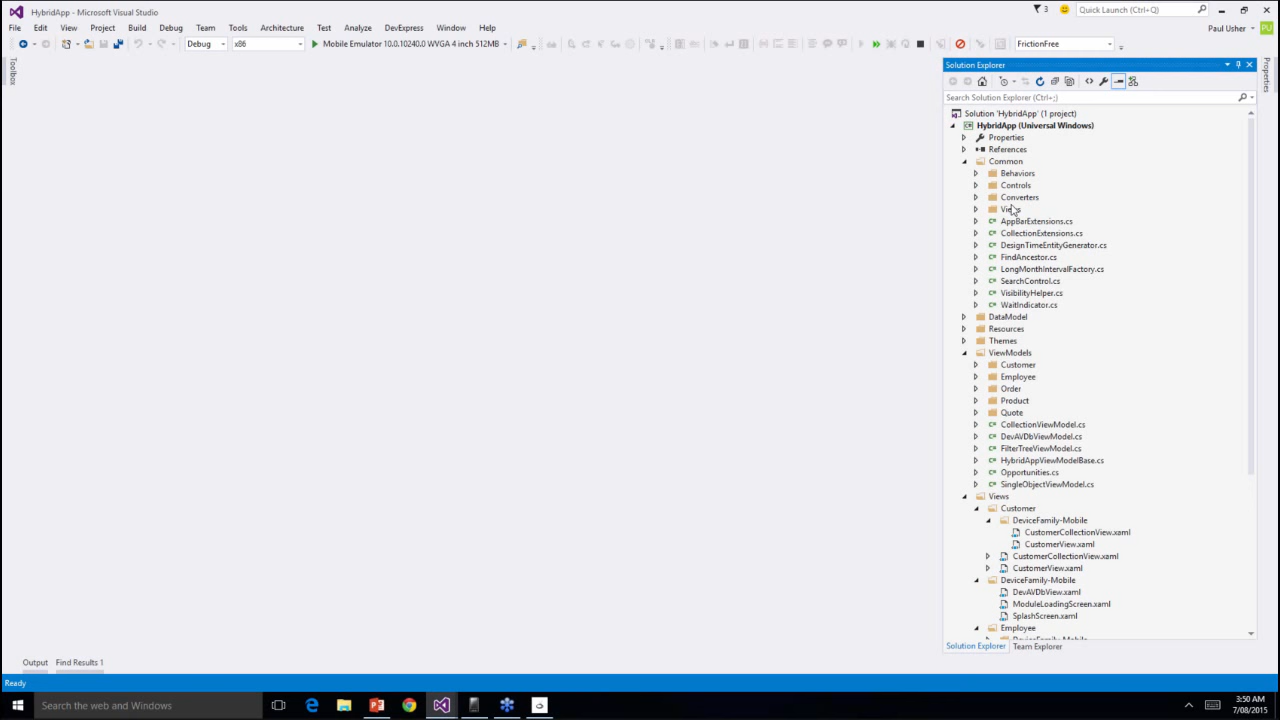 HybridApp - Microsoft Visual Studio
3
Quick Launch (Ctrl+;)
File Edit View Project Build Debug Team Tools Architecture Test Analyze DevExpress Window Help
Paul Usher PU
Debug x86 Mobile Emulator 10.0.10240.0 WVGA 4 inch 512MB FrictionFree
Toolbox
Properties
Solution Explorer
Search Solution Explorer (Ctrl+;)
Solution 'HybridApp' (1 project)
HybridApp (Universal Windows)
Properties
References
Common
Behaviors
Controls
Converters
Views
AppBarExtensions.cs
CollectionExtensions.cs
DesignTimeEntityGenerator.cs
FindAncestor.cs
LongMonthIntervalFactory.cs
SearchControl.cs
VisibilityHelper.cs
WaitIndicator.cs
DataModel
Resources
Themes
ViewModels
Customer
Employee
Order
Product
Quote
CollectionViewModel.cs
DevAVDbViewModel.cs
FilterTreeViewModel.cs
HybridAppViewModelBase.cs
Opportunities.cs
SingleObjectViewModel.cs
Views
Customer
DeviceFamily-Mobile
CustomerCollectionView.xaml
CustomerView.xaml
CustomerCollectionView.xaml
CustomerView.xaml
DeviceFamily-Mobile
DevAVDbView.xaml
ModuleLoadingScreen.xaml
SplashScreen.xaml
Employee
DeviceFamily-Mobile
Solution Explorer Team Explorer
Output Find Results 1
Ready
Search the web and Windows
3:50 AM
7/08/2015